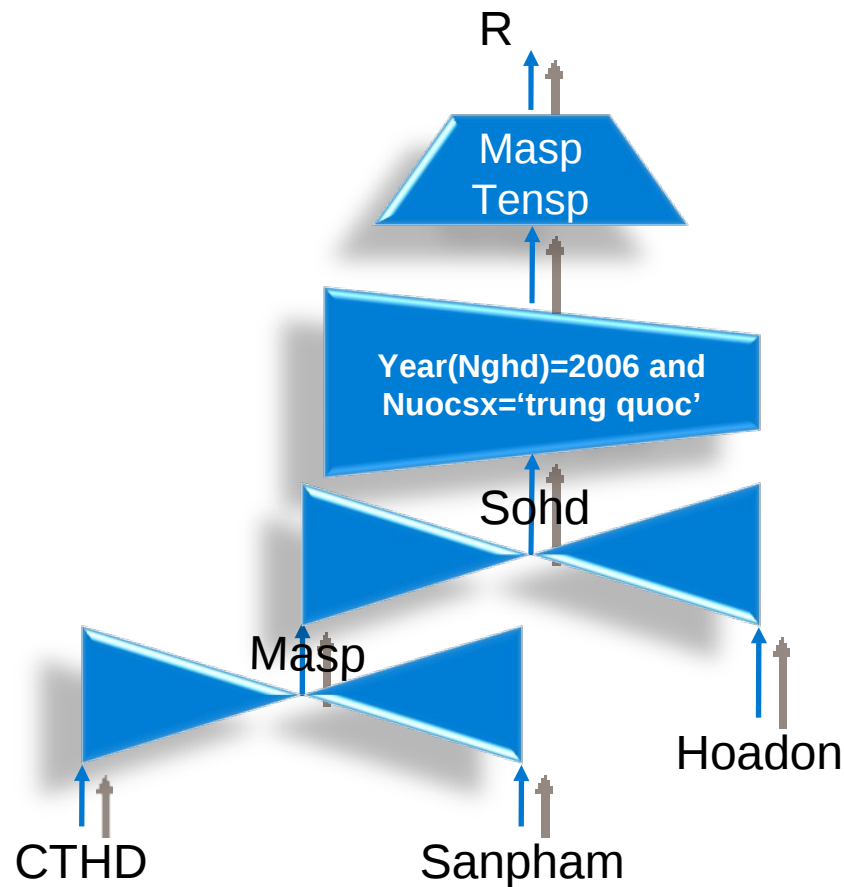 R
Masp
Tensp
Year(Nghd)=2006 and
Nuocsx=‘trung quoc’
Sohd
Masp
Hoadon
CTHD
Sanpham